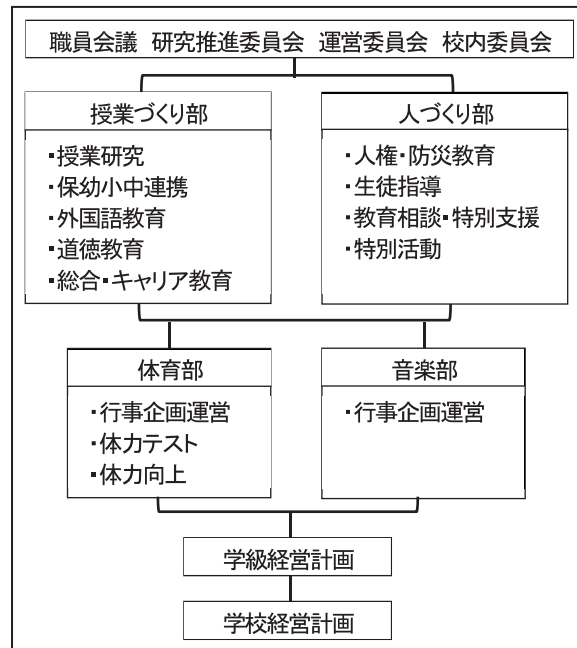 職員会議 研究推進委員会 運営委員会 校内委員会
授業づくり部
・授業研究
・保幼小中連携
・外国語教育
・道徳教育
・総合・キャリア教育
人づくり部
・人権・防災教育
・生徒指導
・教育相談・特別支援
・特別活動
体育部
・行事企画運営
・体力テスト
・体力向上
音楽部
・行事企画運営
学級経営計画
学校経営計画